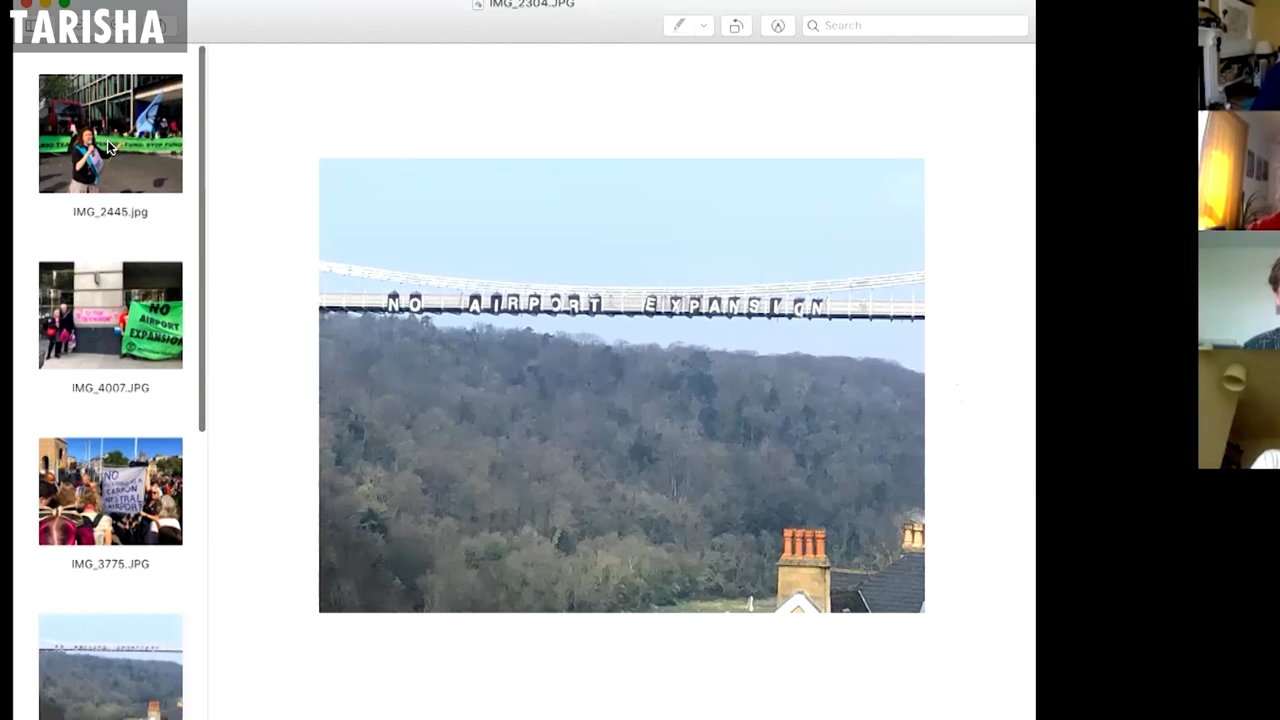 IMG_2304.JPG
TARISHA
Search
IMG_2445.jpg
NO
AIRPORT
EXPANSION
IMG_4007.JPG
NO
CARBON
AIRPORT
IMG_3775.JPG
NO AIRPORT EXPANSION